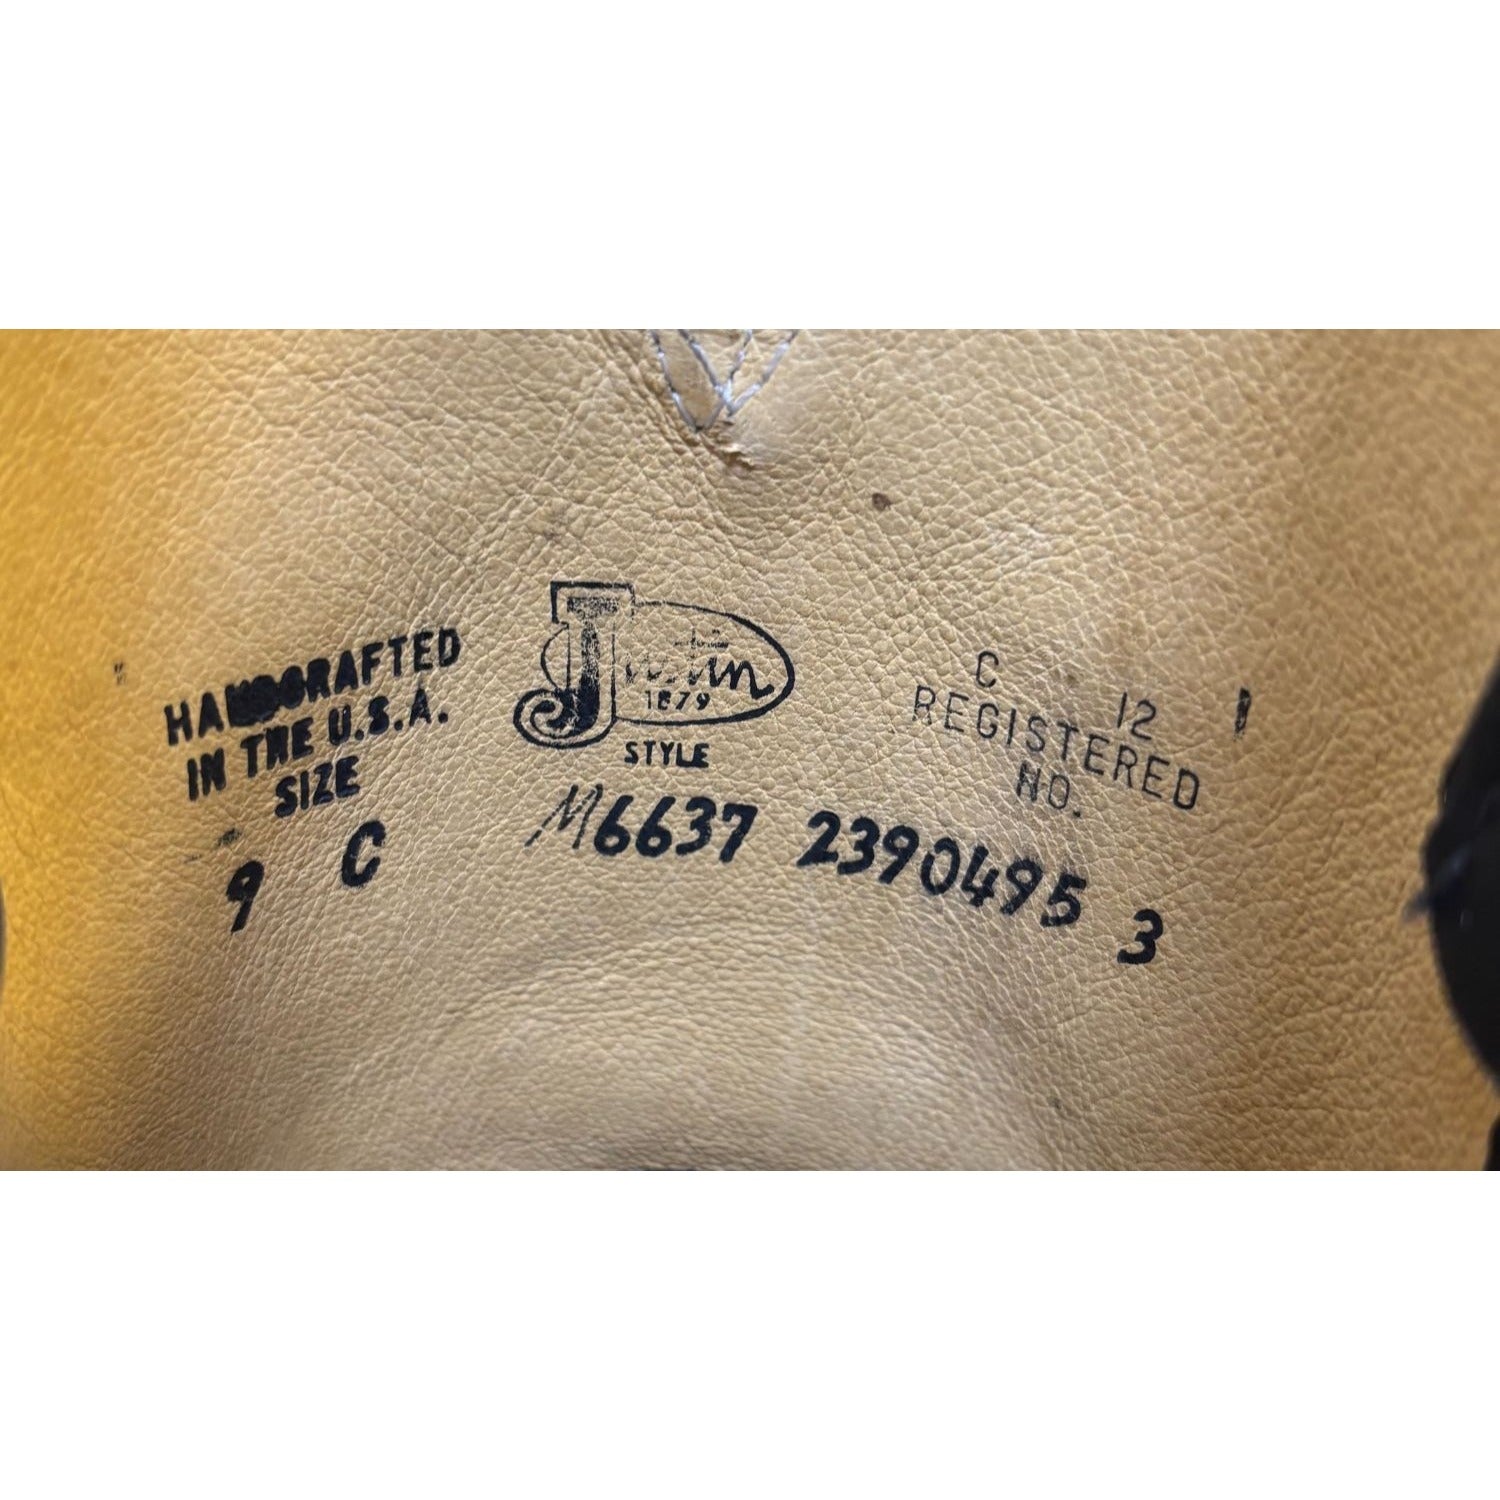 HANDCRAFTED
IN THE U.S.A.
SIZE
9 C
Justin
1879
STYLE
M6637 2390495 3
C 12
REGISTERED
NO.